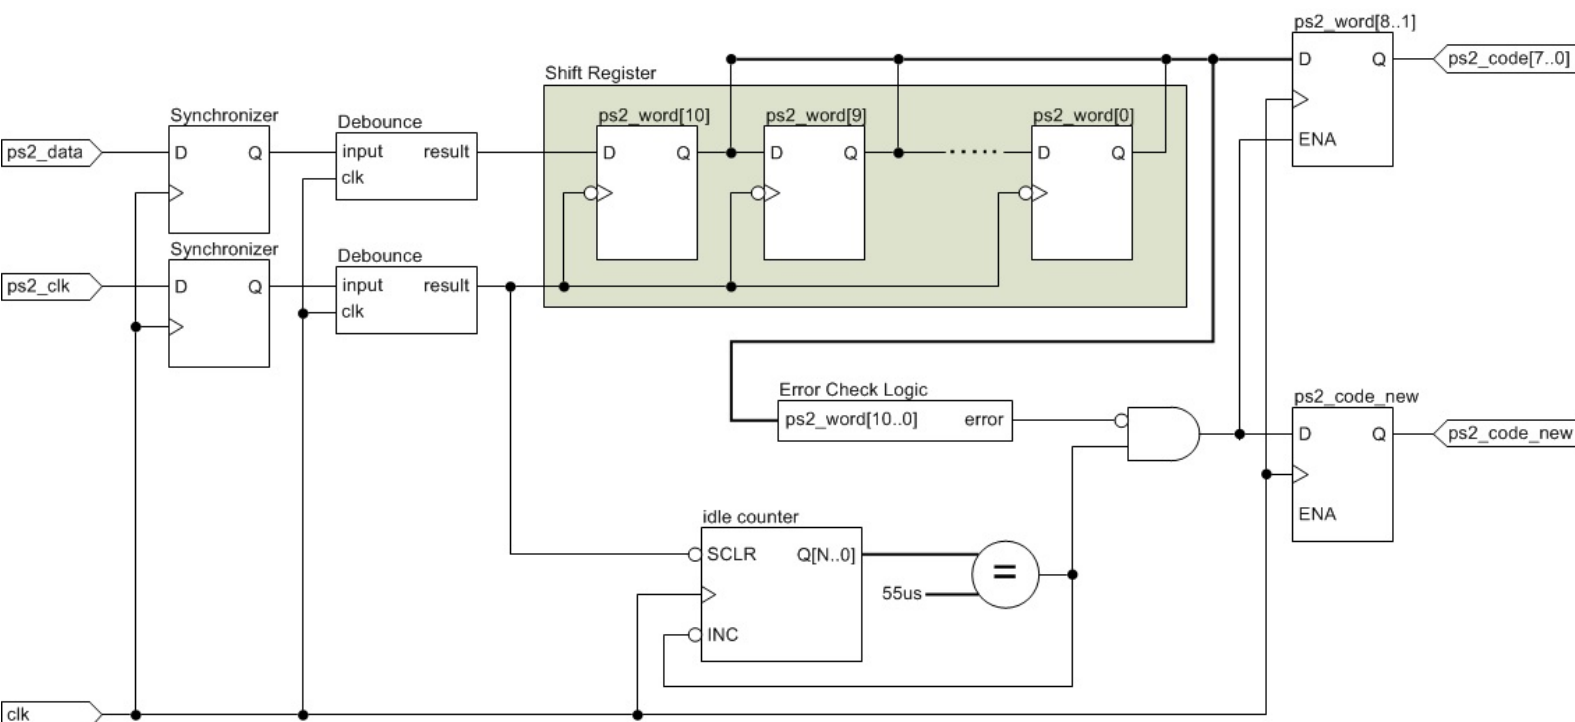 ps2_word[8..1]
D Q
ps2_code[7..0]
ENA
Shift Register
ps2_word[10]
D Q
ps2_word[9]
D Q
.....
ps2_word[0]
D Q
Synchronizer
ps2_data
D Q
Debounce
input result
clk
Synchronizer
ps2_clk
D Q
Debounce
input result
clk
Error Check Logic
ps2_word[10..0] error
ps2_code_new
D Q
ps2_code_new
ENA
idle counter
SCLR Q[N..0]
=
55us
INC
clk